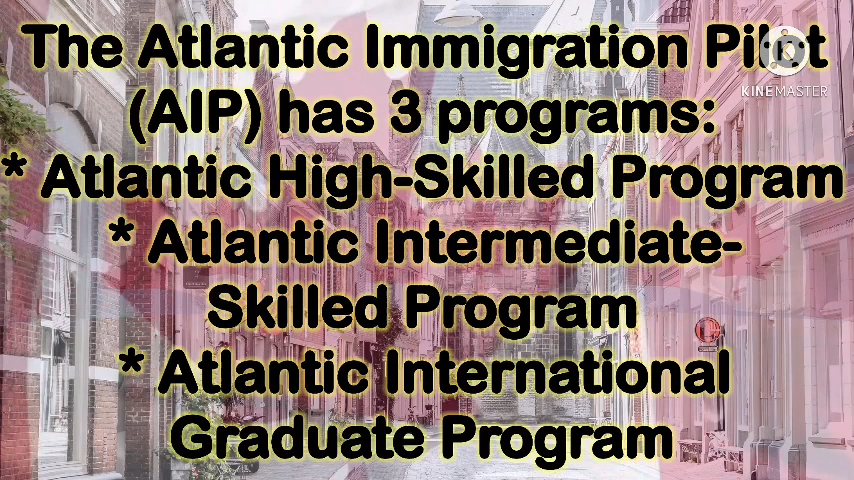 The Atlantic Immigration Pilot
(AIP) has 3 programs:
* Atlantic High-Skilled Program
* Atlantic Intermediate-
Skilled Program
* Atlantic International
Graduate Program
KINEMASTER